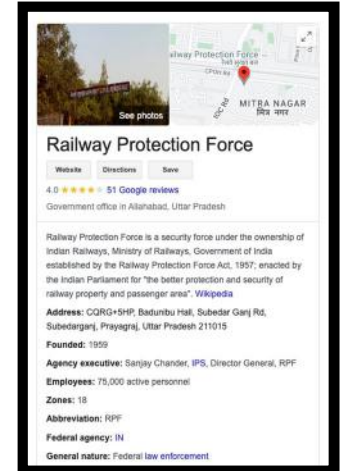 See photos
Railway Protection Force
CPOH Rd
IOC Rd
MITRA NAGAR
मित्र नगर
Railway Protection Force
Website Directions Save
4.0 51 Google reviews
Government office in Allahabad, Uttar Pradesh
Railway Protection Force is a security force under the ownership of
Indian Railways, Ministry of Railways, Government of India
established by the Railway Protection Force Act, 1957; enacted by
the Indian Parliament for "the better protection and security of
railway property and passenger area". Wikipedia
Address: CQRG+5HP, Badunibu Hall, Subedar Ganj Rd,
Subedarganj, Prayagraj, Uttar Pradesh 211015
Founded: 1959
Agency executive: Sanjay Chander, IPS, Director General, RPF
Employees: 75,000 active personnel
Zones: 18
Abbreviation: RPF
Federal agency: IN
General nature: Federal law enforcement